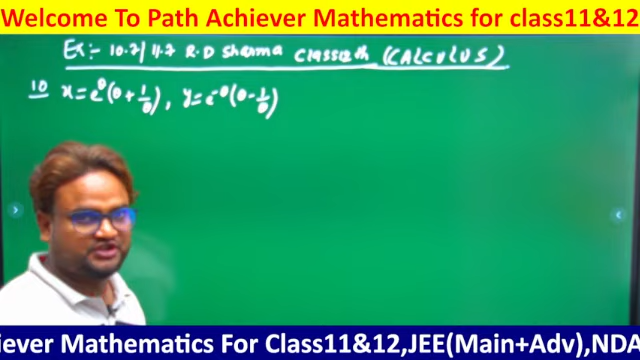 Welcome To Path Achiever Mathematics for class11&12
Ex:- 10.7/11.7 R.D Sharma Class12th (CALCULUS)
10 x=e^θ(θ+1/θ), y=e^-θ(θ-1/θ)
iever Mathematics For Class11&12,JEE(Main+Adv),NDA